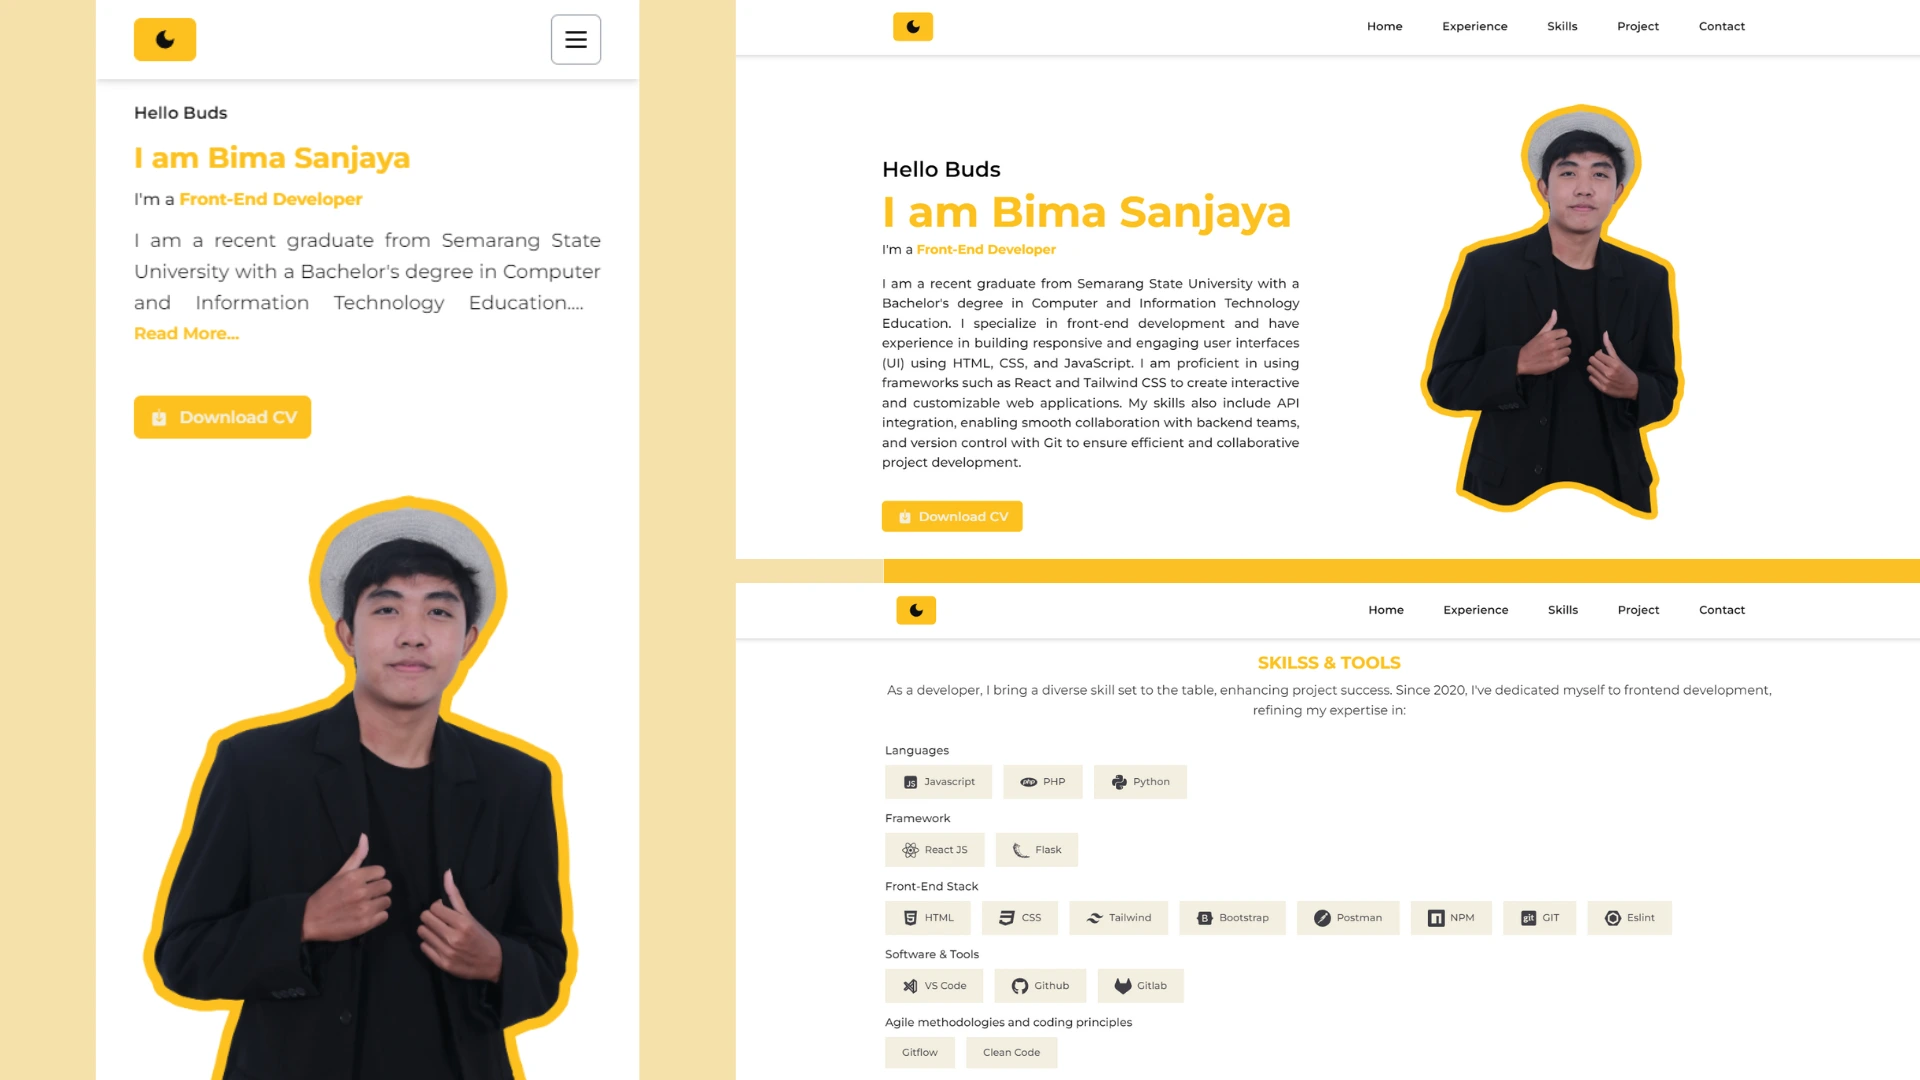 Hello Buds
I am Bima Sanjaya
I'm a Front-End Developer
I am a recent graduate from Semarang State
University with a Bachelor's degree in Computer
and Information Technology Education....
Read More...
Download CV
Home Experience Skills Project Contact
Hello Buds
I am Bima Sanjaya
I'm a Front-End Developer
I am a recent graduate from Semarang State University with a
Bachelor's degree in Computer and Information Technology
Education. I specialize in front-end development and have
experience in building responsive and engaging user interfaces
(UI) using HTML, CSS, and JavaScript. I am proficient in using
frameworks such as React and Tailwind CSS to create interactive
and customizable web applications. My skills also include API
integration, enabling smooth collaboration with backend teams,
and version control with Git to ensure efficient and collaborative
project development.
Download CV
Home Experience Skills Project Contact
SKILSS & TOOLS
As a developer, I bring a diverse skill set to the table, enhancing project success. Since 2020, I've dedicated myself to frontend development,
refining my expertise in:
Languages
JS Javascript php PHP Python
Framework
React JS Flask
Front-End Stack
HTML CSS Tailwind B Bootstrap Postman NPM git GIT Eslint
Software & Tools
VS Code Github Gitlab
Agile methodologies and coding principles
Gitflow Clean Code